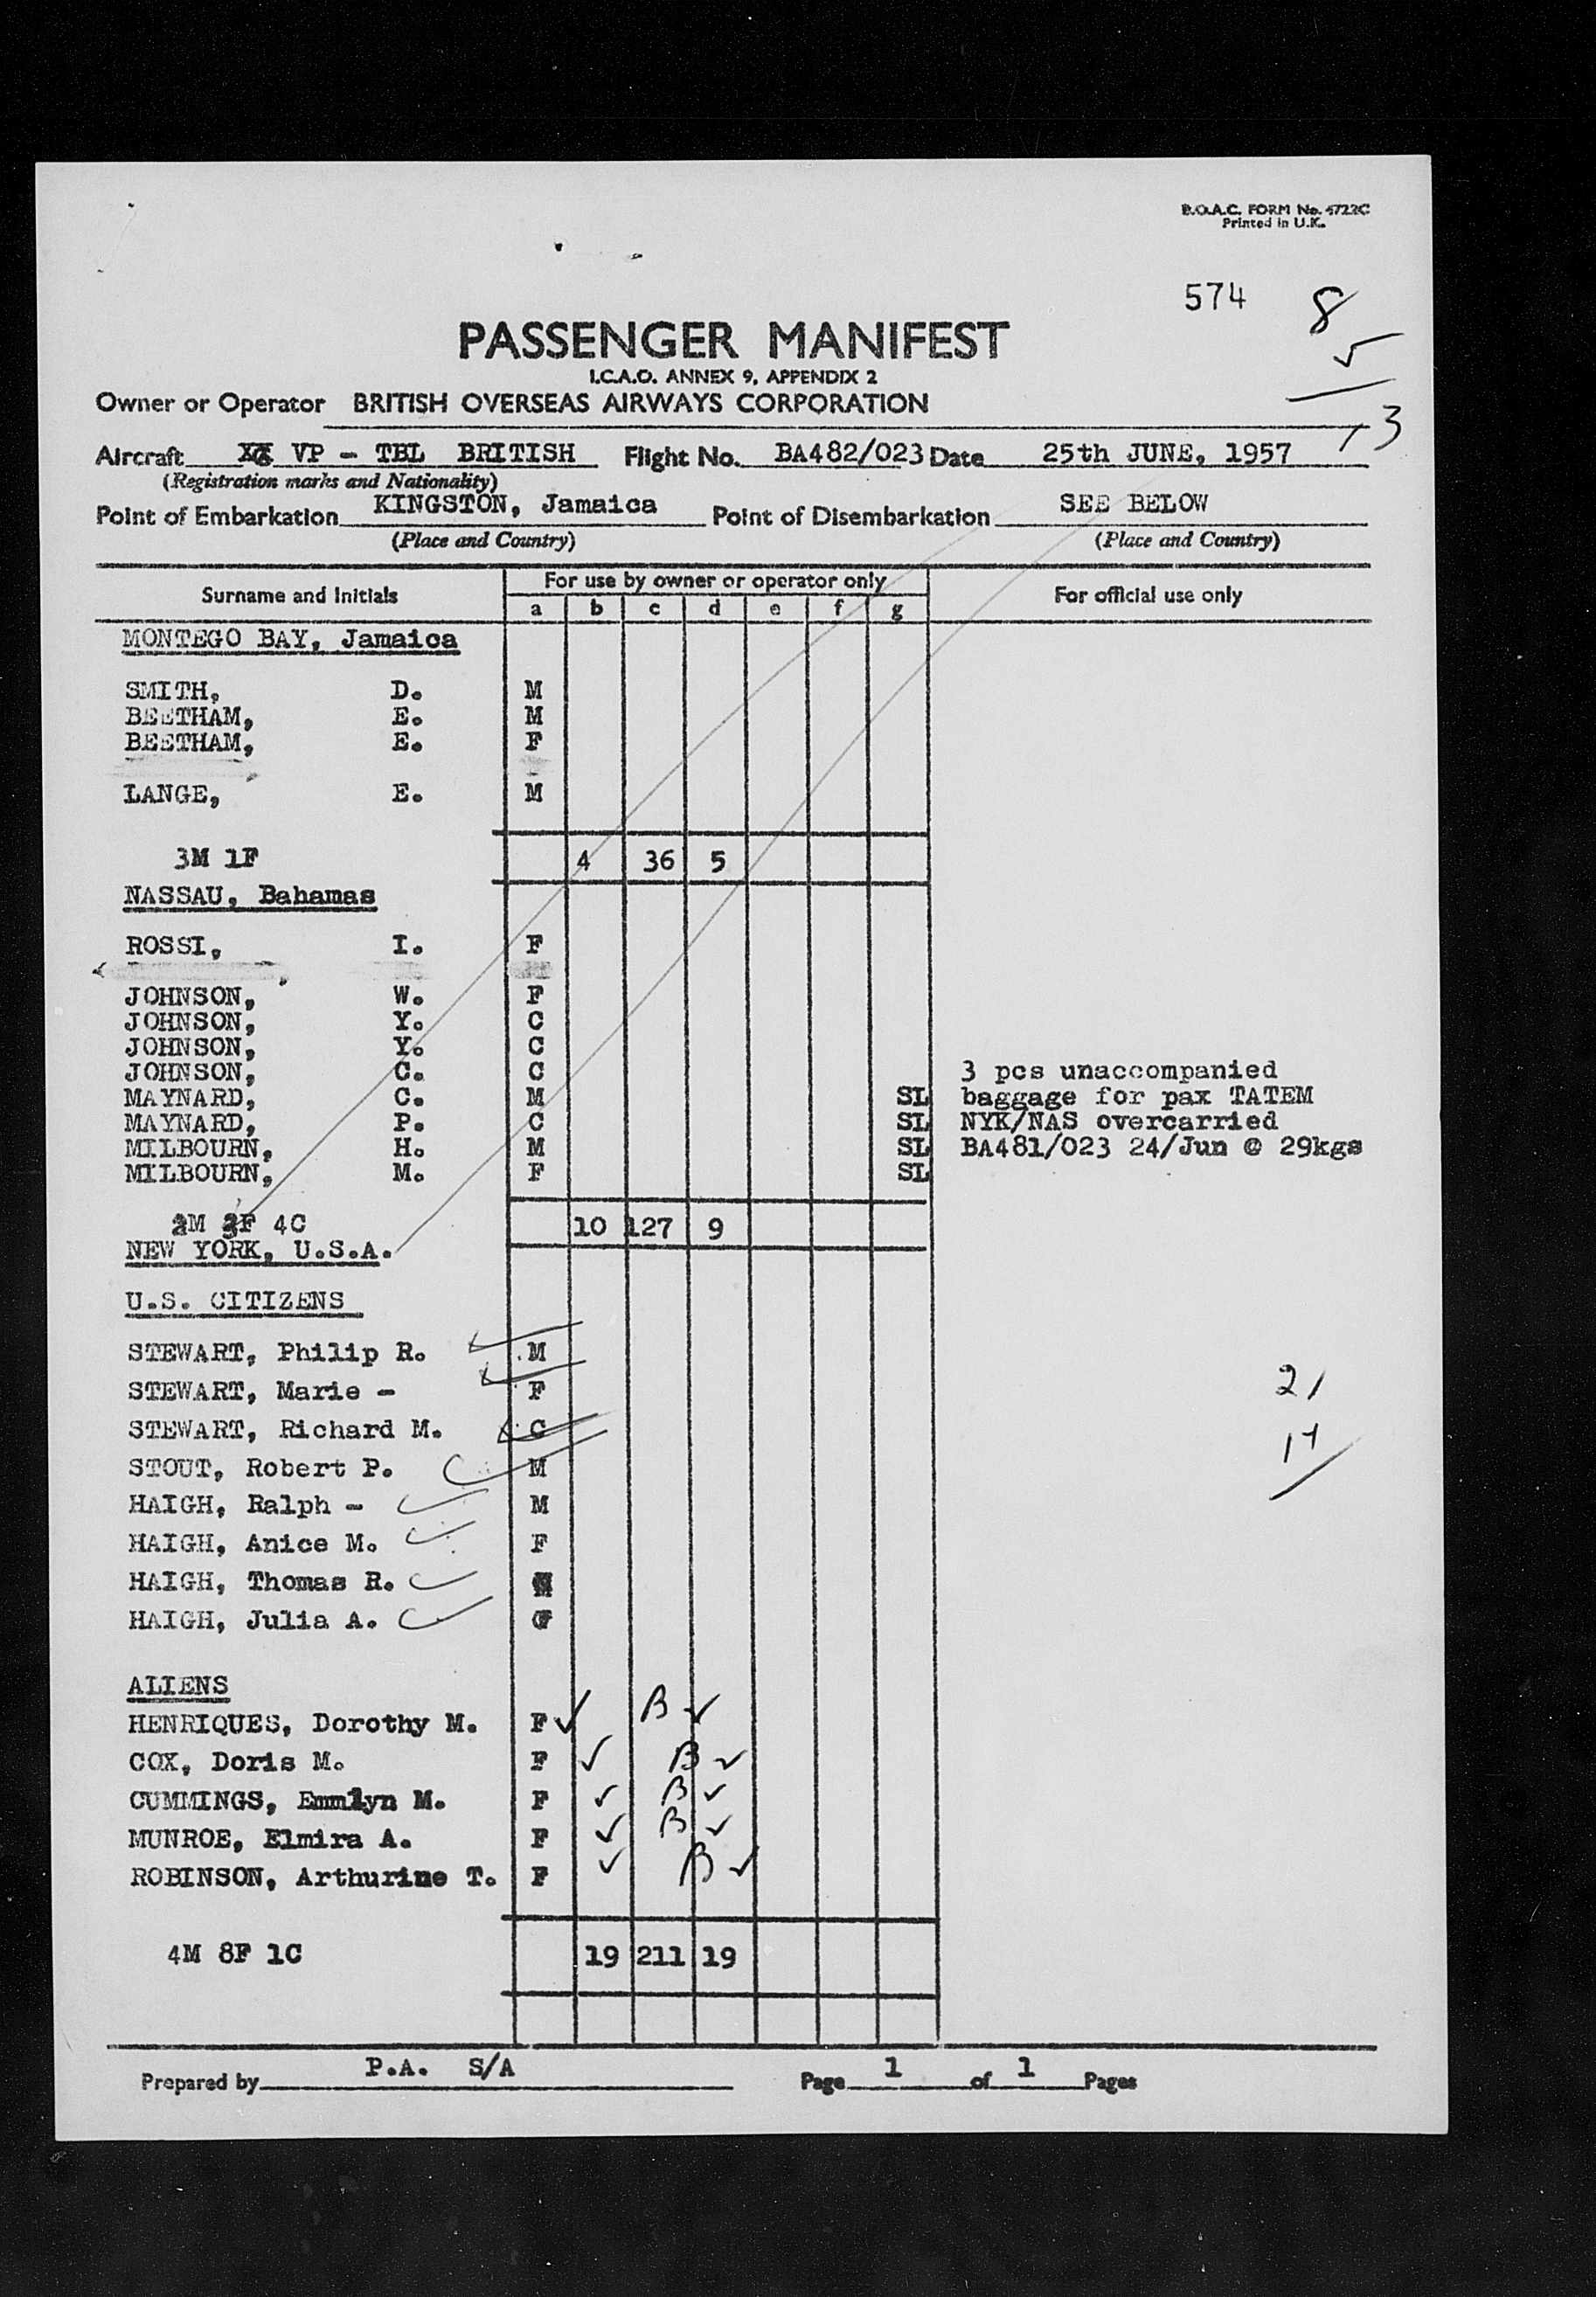 B.O.A.C. FORM No. 4722C
Printed in U.K.
574 8
PASSENGER MANIFEST
I.C.A.O. ANNEX 9, APPENDIX 2
5
Owner or Operator BRITISH OVERSEAS AIRWAYS CORPORATION
13
Aircraft VP - TBL BRITISH Flight No. BA482/023 Date 25th JUNE, 1957
(Registration marks and Nationality)
Point of Embarkation KINGSTON, Jamaica Point of Disembarkation SEE BELOW
(Place and Country) (Place and Country)
Surname and Initials For use by owner or operator only For official use only
a b c d e f g
MONTEGO BAY, Jamaica
SMITH, D. M
BEETHAM, E. M
BEETHAM, E. F
LANGE, E. M
3M 1F 4 36 5
NASSAU, Bahamas
ROSSI, I. F
JOHNSON, W. F
JOHNSON, Y. C
JOHNSON, Y. C
JOHNSON, C. C 3 pcs unaccompanied
MAYNARD, C. M SL baggage for pax TATEM
MAYNARD, P. C SL NYK/NAS overcarried
MILBOURN, H. M SL BA481/023 24/Jun @ 29kgs
MILBOURN, M. F SL
2M 3F 4C 10 127 9
NEW YORK, U.S.A.
U.S. CITIZENS
STEWART, Philip R. M
STEWART, Marie - F 21
STEWART, Richard M. C
STOUT, Robert P. M
HAIGH, Ralph - M
HAIGH, Anice M. F
HAIGH, Thomas R. M
HAIGH, Julia A. F
ALIENS
HENRIQUES, Dorothy M. F ✓ B ✓
COX, Doris M. F ✓ B ✓
CUMMINGS, Emmlyn M. F ✓ B ✓
MUNROE, Elmira A. F ✓ B ✓
ROBINSON, Arthurine T. F ✓ B ✓
4M 8F 1C 19 211 19
Prepared by P.A. S/A Page 1 of 1 Pages